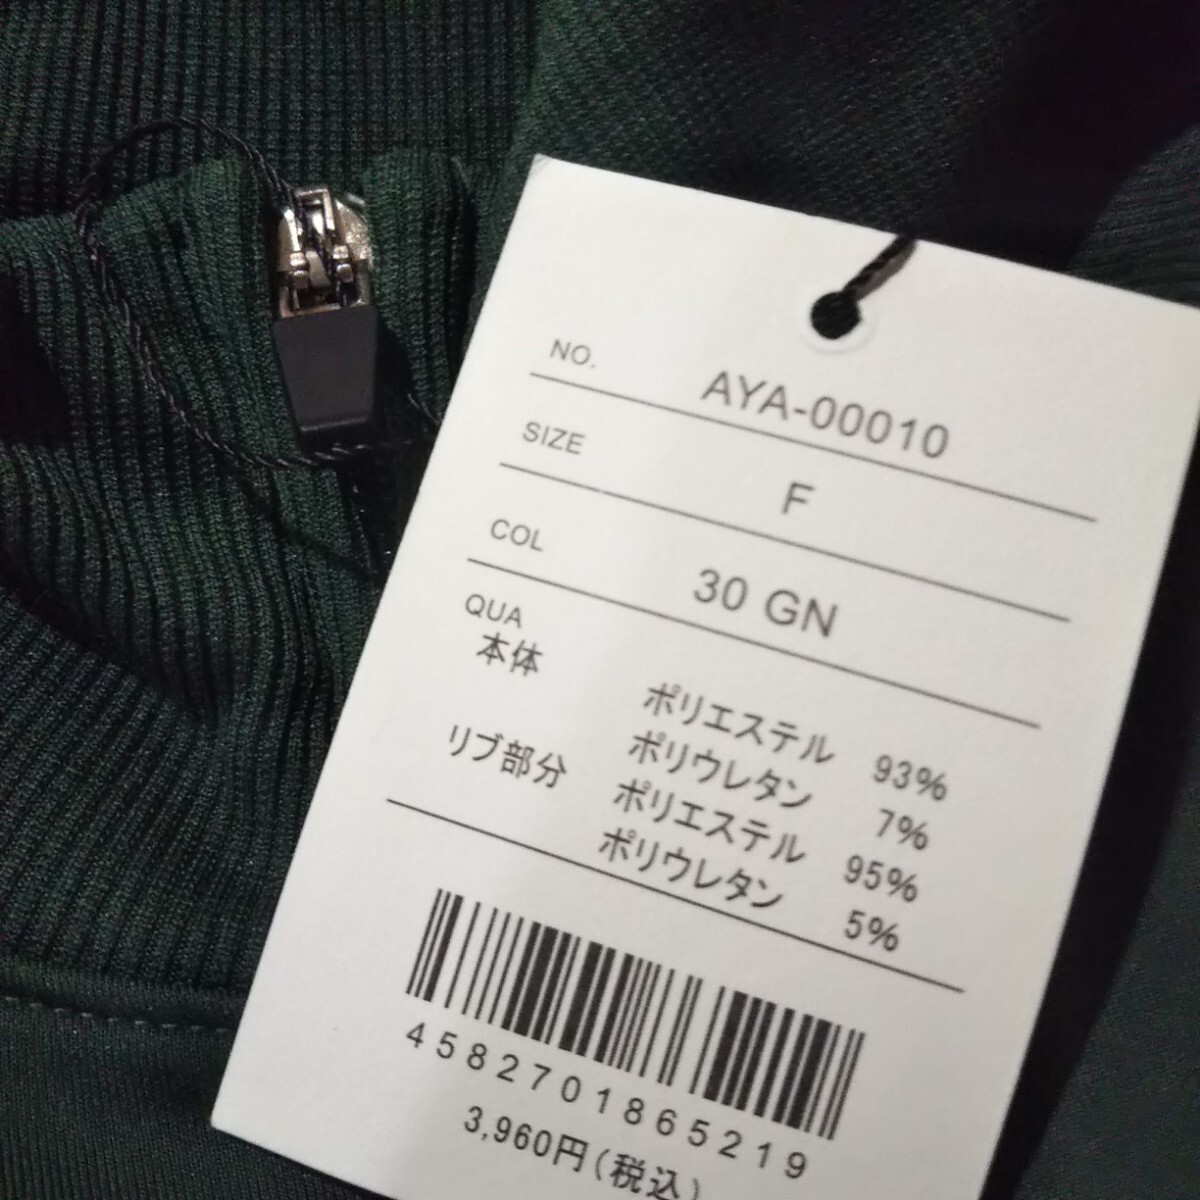 NO. AYA-00010
SIZE F
COL 30 GN
QUA
本体 ポリエステル 93%
ポリウレタン 7%
リブ部分 ポリエステル 95%
ポリウレタン 5%
4582701865219
3,960円(税込)